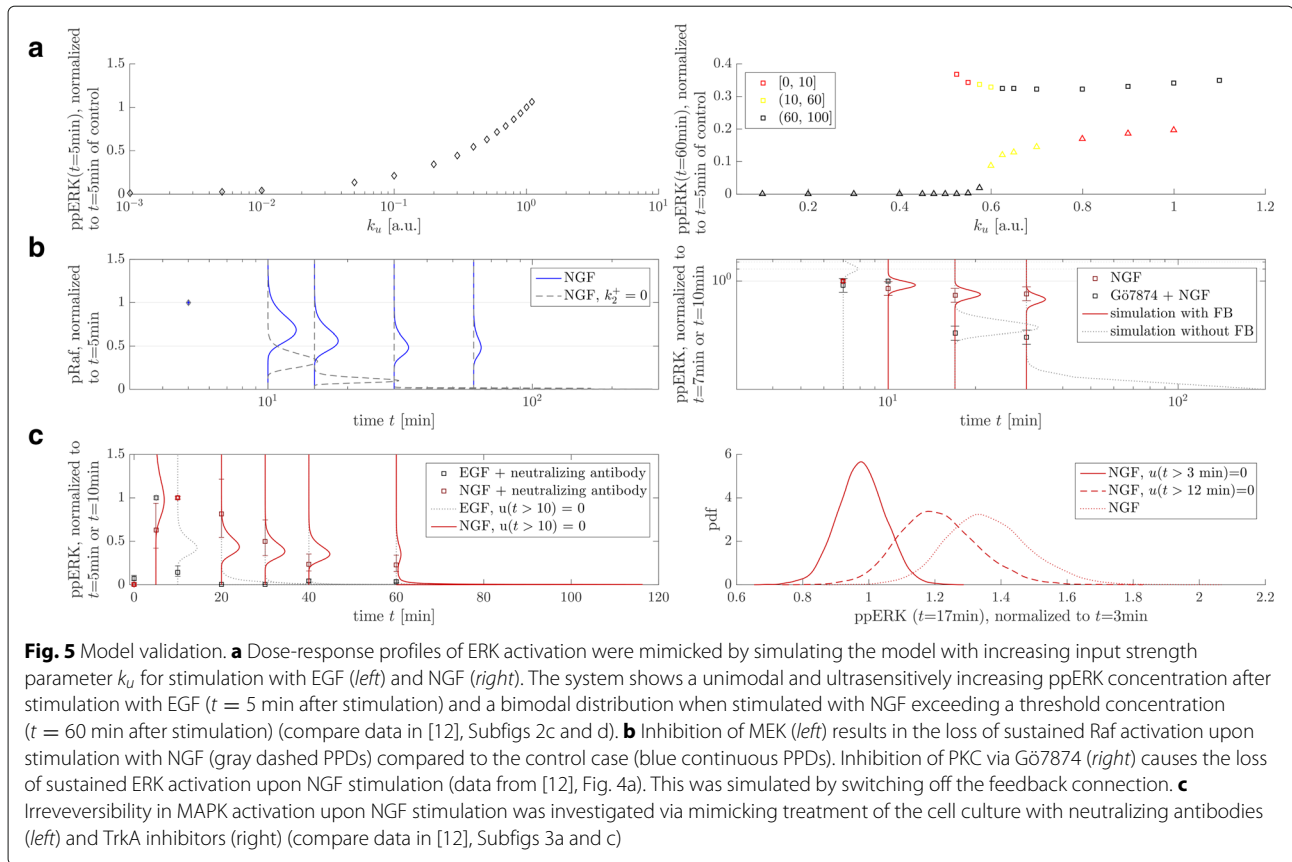 a
ppERK(t=5min), normalized
to t=5min of control
1.5
1
0.5
0
10⁻³
10⁻²
10⁻¹
10⁰
10¹
k_u [a.u.]
ppERK(t=60min), normalized
to t=5min of control
0.4
0.3
0.2
0.1
0
[0, 10]
(10, 60]
(60, 100]
0.2
0.4
0.6
0.8
1
1.2
k_u [a.u.]
b
pRaf, normalized
to t=5min
1.5
1
0.5
0
NGF
NGF, k₂⁺ = 0
10¹
10²
time t [min]
ppERK, normalized to
t=7min or t=10min
10⁰
NGF
Gö7874 + NGF
simulation with FB
simulation without FB
10¹
10²
time t [min]
c
ppERK, normalized to
t=5min or t=10min
1.5
1
0.5
0
EGF + neutralizing antibody
NGF + neutralizing antibody
EGF, u(t > 10) = 0
NGF, u(t > 10) = 0
0
20
40
60
80
100
120
time t [min]
pdf
6
4
2
0
NGF, u(t > 3 min)=0
NGF, u(t > 12 min)=0
NGF
0.6
0.8
1
1.2
1.4
1.6
1.8
2
2.2
ppERK (t=17min), normalized to t=3min
Fig. 5 Model validation. a Dose-response profiles of ERK activation were mimicked by simulating the model with increasing input strength
parameter k_u for stimulation with EGF (left) and NGF (right). The system shows a unimodal and ultrasensitively increasing ppERK concentration after
stimulation with EGF (t = 5 min after stimulation) and a bimodal distribution when stimulated with NGF exceeding a threshold concentration
(t = 60 min after stimulation) (compare data in [12], Subfigs 2c and d). b Inhibition of MEK (left) results in the loss of sustained Raf activation upon
stimulation with NGF (gray dashed PPDs) compared to the control case (blue continuous PPDs). Inhibition of PKC via Gö7874 (right) causes the loss
of sustained ERK activation upon NGF stimulation (data from [12], Fig. 4a). This was simulated by switching off the feedback connection. c
Irreveversibility in MAPK activation upon NGF stimulation was investigated via mimicking treatment of the cell culture with neutralizing antibodies
(left) and TrkA inhibitors (right) (compare data in [12], Subfigs 3a and c)